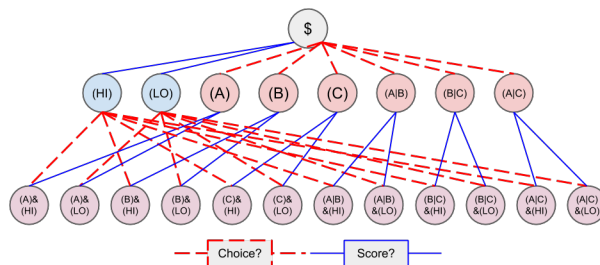 $
(HI) (LO) (A) (B) (C) (A|B) (B|C) (A|C)
(A)& (A)& (B)& (B)& (C)& (C)& (A|B) (A|B) (B|C) (B|C) (A|C) (A|C)
(HI) (LO) (HI) (LO) (HI) (LO) &(HI) &(LO) &(HI) &(LO) &(HI) &(LO)
Choice? Score?